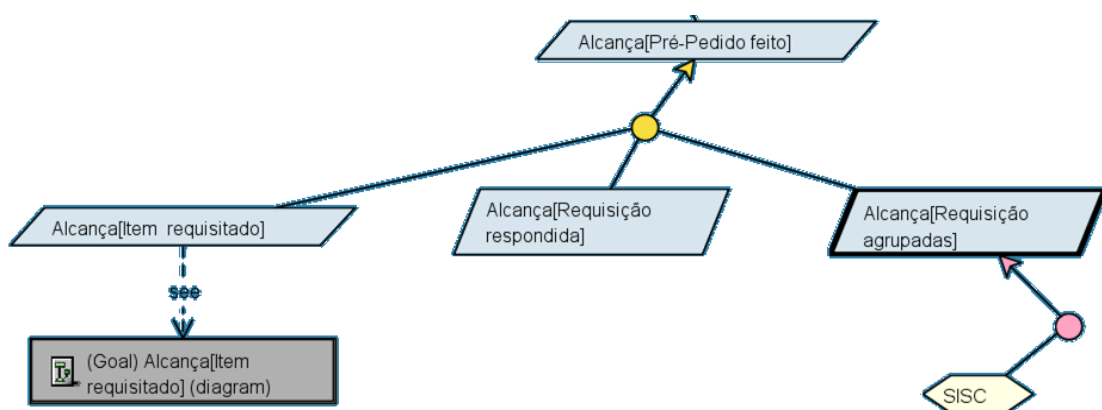 Alcança[Pré-Pedido feito]
Alcança[Item requisitado]
Alcança[Requisição
respondida]
Alcança[Requisição
agrupadas]
see
(Goal) Alcança[Item
requisitado] (diagram)
SISC